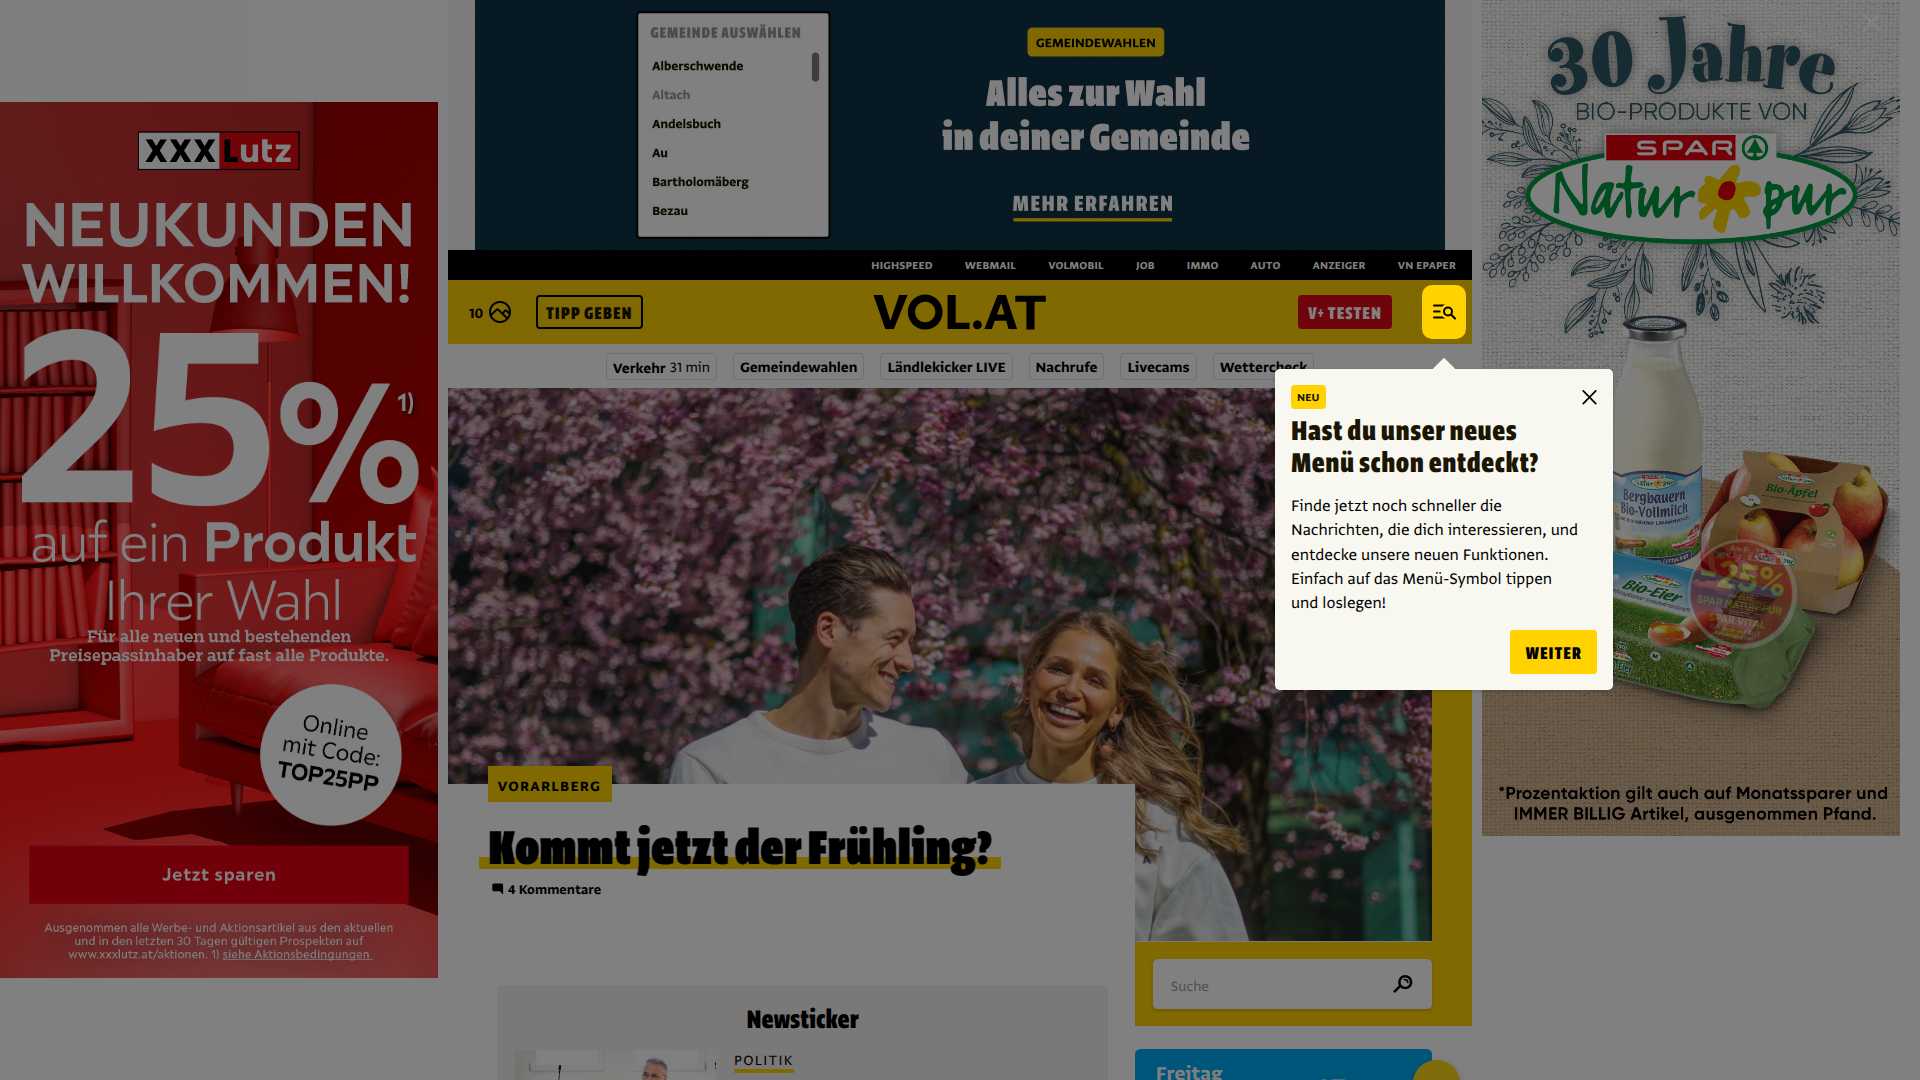 GEMEINDE AUSWÄHLEN
Alberschwende
Altach
Andelsbuch
Au
Bartholomäberg
Bezau
GEMEINDEWAHLEN
Alles zur Wahl
in deiner Gemeinde
MEHR ERFAHREN
XXXLutz
NEUKUNDEN
WILLKOMMEN!
25% 1)
auf ein Produkt
Ihrer Wahl
Für alle neuen und bestehenden
Preisepassinhaber auf fast alle Produkte.
Online
mit Code:
TOP25PP
Jetzt sparen
Ausgenommen alle Werbe- und Aktionsartikel aus den aktuellen
und in den letzten 30 Tagen gültigen Prospekten auf
www.xxxlutz.at/aktionen. 1) siehe Aktionsbedingungen
HIGHSPEED WEBMAIL VOLMOBIL JOB IMMO AUTO ANZEIGER VN EPAPER
10 TIPP GEBEN VOL.AT V+ TESTEN
Verkehr 31 min Gemeindewahlen Ländlekicker LIVE Nachrufe Livecams Wettercheck
NEU
Hast du unser neues
Menü schon entdeckt?
Finde jetzt noch schneller die
Nachrichten, die dich interessieren, und
entdecke unsere neuen Funktionen.
Einfach auf das Menü-Symbol tippen
und loslegen!
WEITER
VORARLBERG
Kommt jetzt der Frühling?
4 Kommentare
Newsticker
POLITIK
Suche
Freitag
30 Jahre
BIO-PRODUKTE VON
SPAR
Natur pur
Bergbauern
Bio-Vollmilch
Bio-Äpfel
Bio-Eier
-25%
SPAR NATUR PUR
SPAR VITAL
*Prozentaktion gilt auch auf Monatssparer und
IMMER BILLIG Artikel, ausgenommen Pfand.